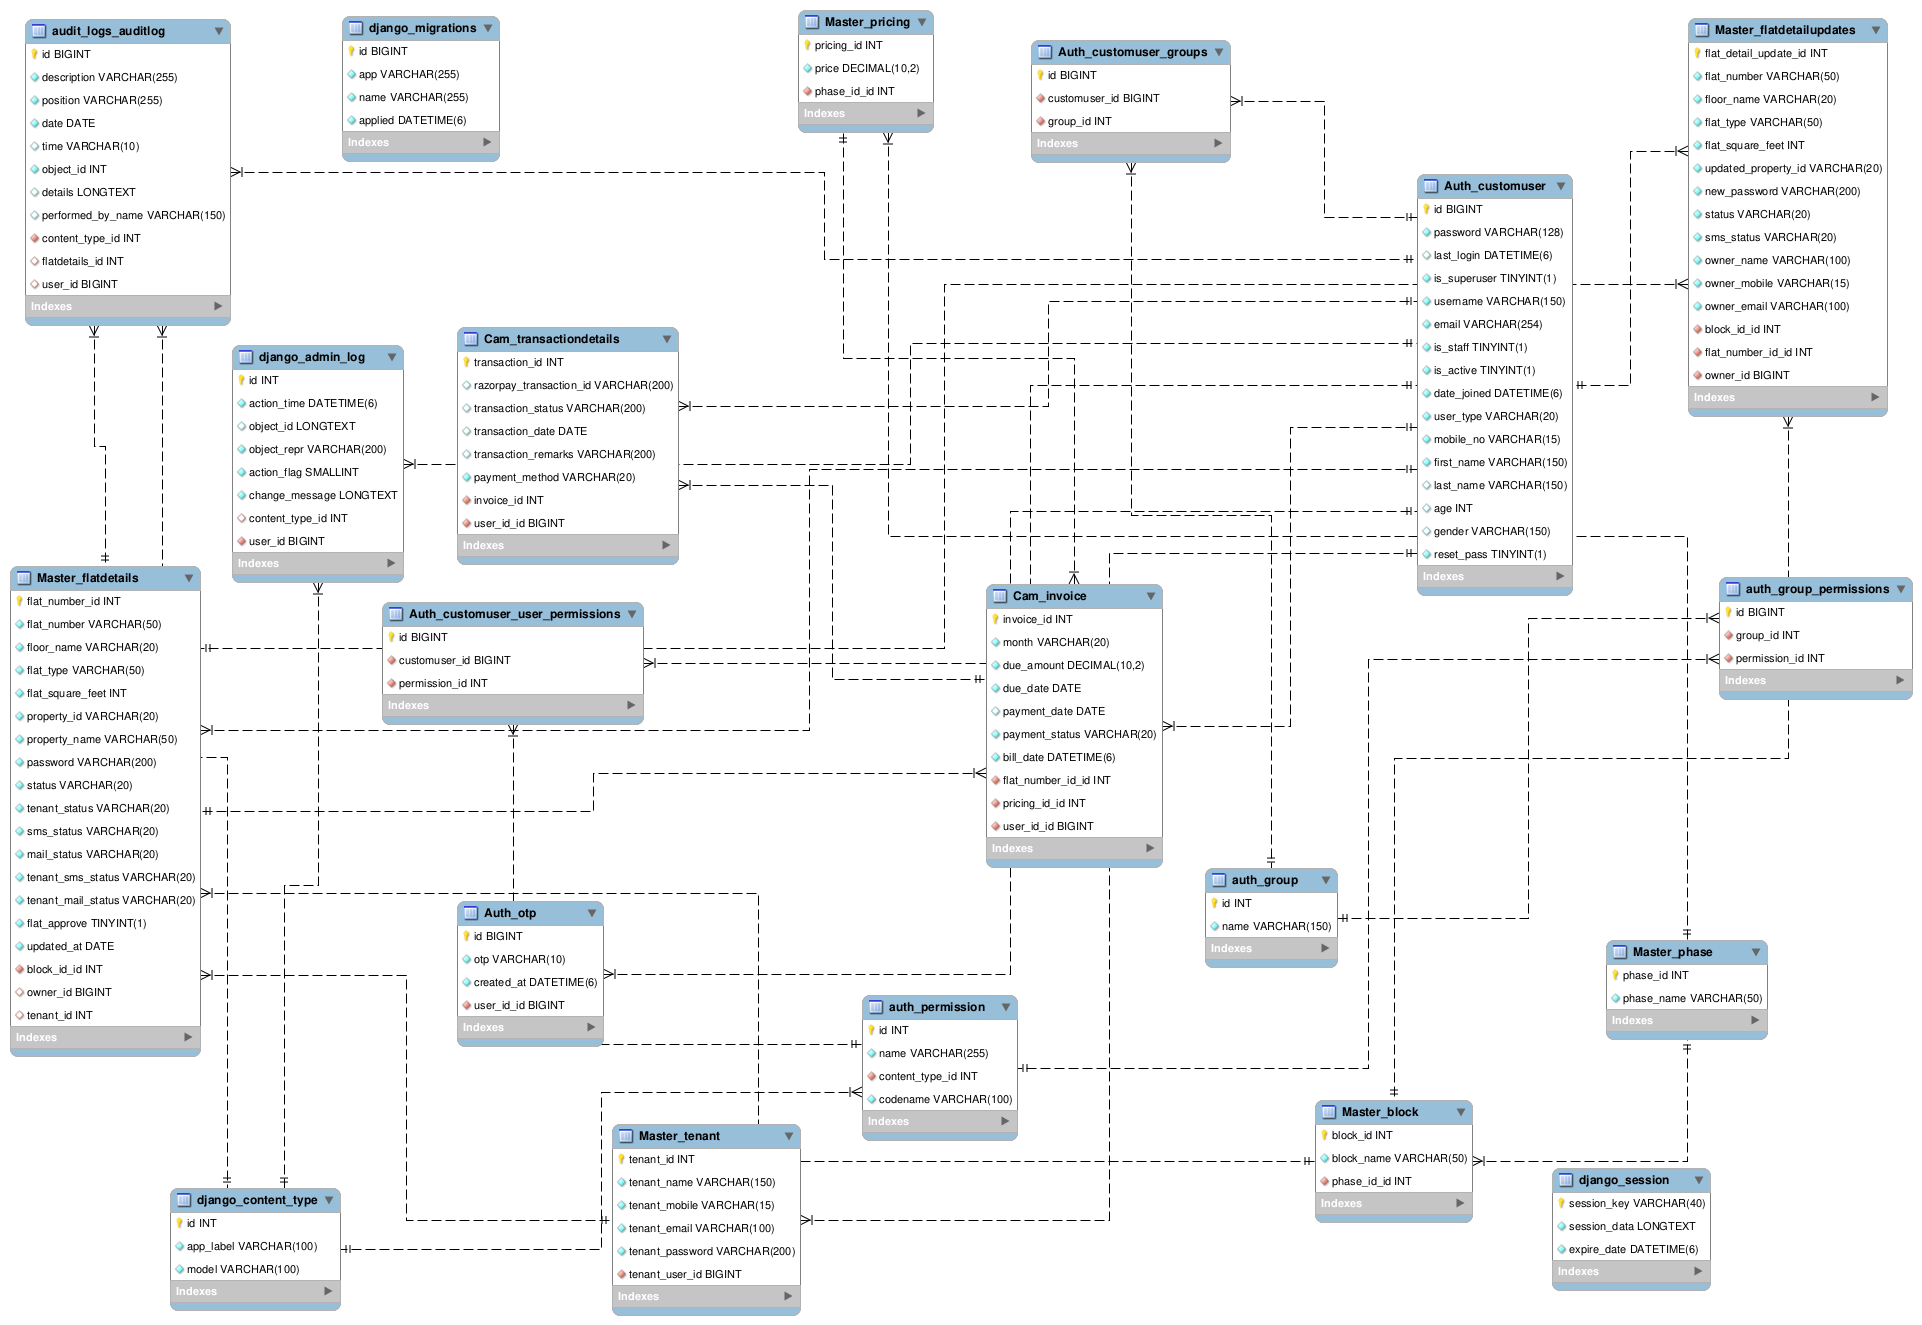 audit_logs_auditlog
id BIGINT
description VARCHAR(255)
position VARCHAR(255)
date DATE
time VARCHAR(10)
object_id INT
details LONGTEXT
performed_by_name VARCHAR(150)
content_type_id INT
flatdetails_id INT
user_id BIGINT
Indexes
django_migrations
id BIGINT
app VARCHAR(255)
name VARCHAR(255)
applied DATETIME(6)
Indexes
Master_pricing
pricing_id INT
price DECIMAL(10,2)
phase_id_id INT
Indexes
Auth_customuser_groups
id BIGINT
customuser_id BIGINT
group_id INT
Indexes
Auth_customuser
id BIGINT
password VARCHAR(128)
last_login DATETIME(6)
is_superuser TINYINT(1)
username VARCHAR(150)
email VARCHAR(254)
is_staff TINYINT(1)
is_active TINYINT(1)
date_joined DATETIME(6)
user_type VARCHAR(20)
mobile_no VARCHAR(15)
first_name VARCHAR(150)
last_name VARCHAR(150)
age INT
gender VARCHAR(150)
reset_pass TINYINT(1)
Indexes
Master_flatdetailupdates
flat_detail_update_id INT
flat_number VARCHAR(50)
floor_name VARCHAR(20)
flat_type VARCHAR(50)
flat_square_feet INT
updated_property_id VARCHAR(20)
new_password VARCHAR(200)
status VARCHAR(20)
sms_status VARCHAR(20)
owner_name VARCHAR(100)
owner_mobile VARCHAR(15)
owner_email VARCHAR(100)
block_id_id INT
flat_number_id_id INT
owner_id BIGINT
Indexes
django_admin_log
id INT
action_time DATETIME(6)
object_id LONGTEXT
object_repr VARCHAR(200)
action_flag SMALLINT
change_message LONGTEXT
content_type_id INT
user_id BIGINT
Indexes
Cam_transactiondetails
transaction_id INT
razorpay_transaction_id VARCHAR(200)
transaction_status VARCHAR(200)
transaction_date DATE
transaction_remarks VARCHAR(200)
payment_method VARCHAR(20)
invoice_id INT
user_id_id BIGINT
Indexes
Master_flatdetails
flat_number_id INT
flat_number VARCHAR(50)
floor_name VARCHAR(20)
flat_type VARCHAR(50)
flat_square_feet INT
property_id VARCHAR(20)
property_name VARCHAR(50)
password VARCHAR(200)
status VARCHAR(20)
tenant_status VARCHAR(20)
sms_status VARCHAR(20)
mail_status VARCHAR(20)
tenant_sms_status VARCHAR(20)
tenant_mail_status VARCHAR(20)
flat_approve TINYINT(1)
updated_at DATE
block_id_id INT
owner_id BIGINT
tenant_id INT
Indexes
Auth_customuser_user_permissions
id BIGINT
customuser_id BIGINT
permission_id INT
Indexes
Cam_invoice
invoice_id INT
month VARCHAR(20)
due_amount DECIMAL(10,2)
due_date DATE
payment_date DATE
payment_status VARCHAR(20)
bill_date DATETIME(6)
flat_number_id_id INT
pricing_id_id INT
user_id_id BIGINT
Indexes
auth_group_permissions
id BIGINT
group_id INT
permission_id INT
Indexes
auth_group
id INT
name VARCHAR(150)
Indexes
Auth_otp
id BIGINT
otp VARCHAR(10)
created_at DATETIME(6)
user_id_id BIGINT
Indexes
Master_phase
phase_id INT
phase_name VARCHAR(50)
Indexes
auth_permission
id INT
name VARCHAR(255)
content_type_id INT
codename VARCHAR(100)
Indexes
Master_block
block_id INT
block_name VARCHAR(50)
phase_id_id INT
Indexes
Master_tenant
tenant_id INT
tenant_name VARCHAR(150)
tenant_mobile VARCHAR(15)
tenant_email VARCHAR(100)
tenant_password VARCHAR(200)
tenant_user_id BIGINT
Indexes
django_session
session_key VARCHAR(40)
session_data LONGTEXT
expire_date DATETIME(6)
Indexes
django_content_type
id INT
app_label VARCHAR(100)
model VARCHAR(100)
Indexes